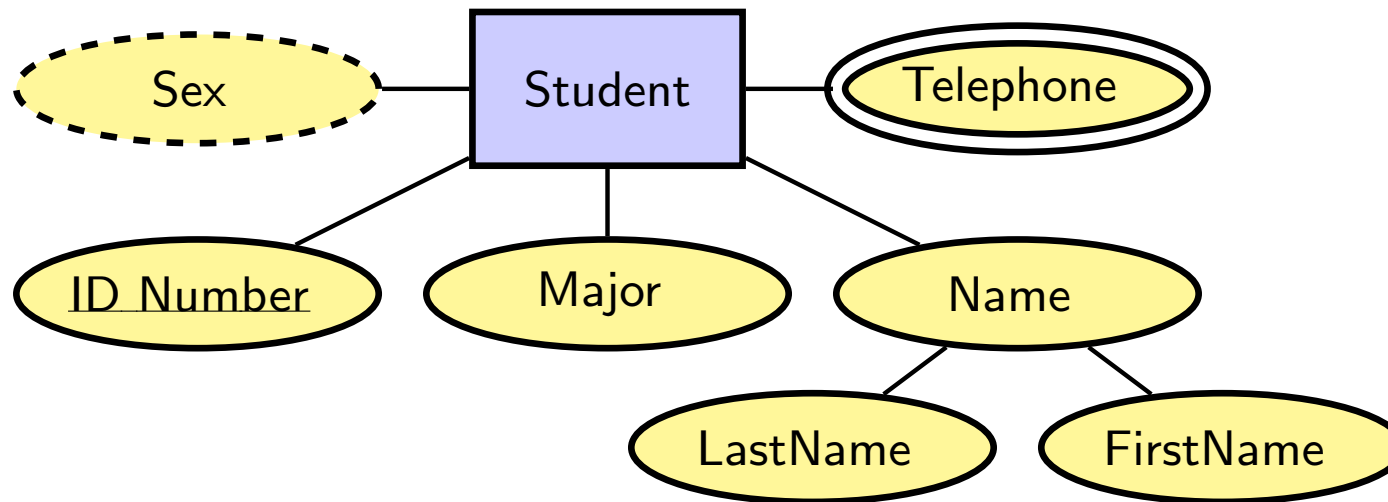 Sex
Student
Telephone
ID Number
Major
Name
LastName
FirstName